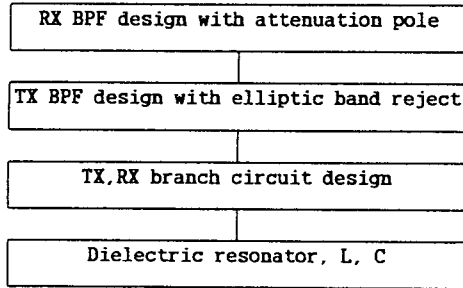 RX BPF design with attenuation pole
TX BPF design with elliptic band reject
TX,RX branch circuit design
Dielectric resonator, L, C